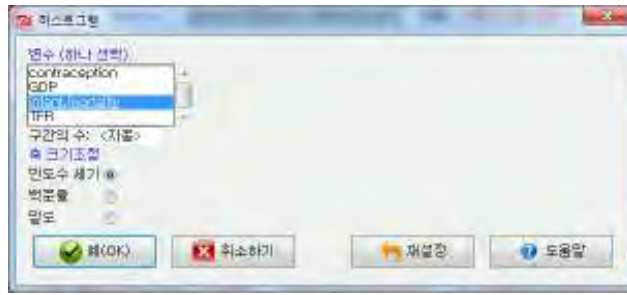 히스토그램
변수 (하나 선택)
contraception
GDP
infant.mortality
TFR
구간의 수: <자동>
축 크기조절
빈도수 세기
백분율
밀도
예(OK) 취소하기 재설정 도움말